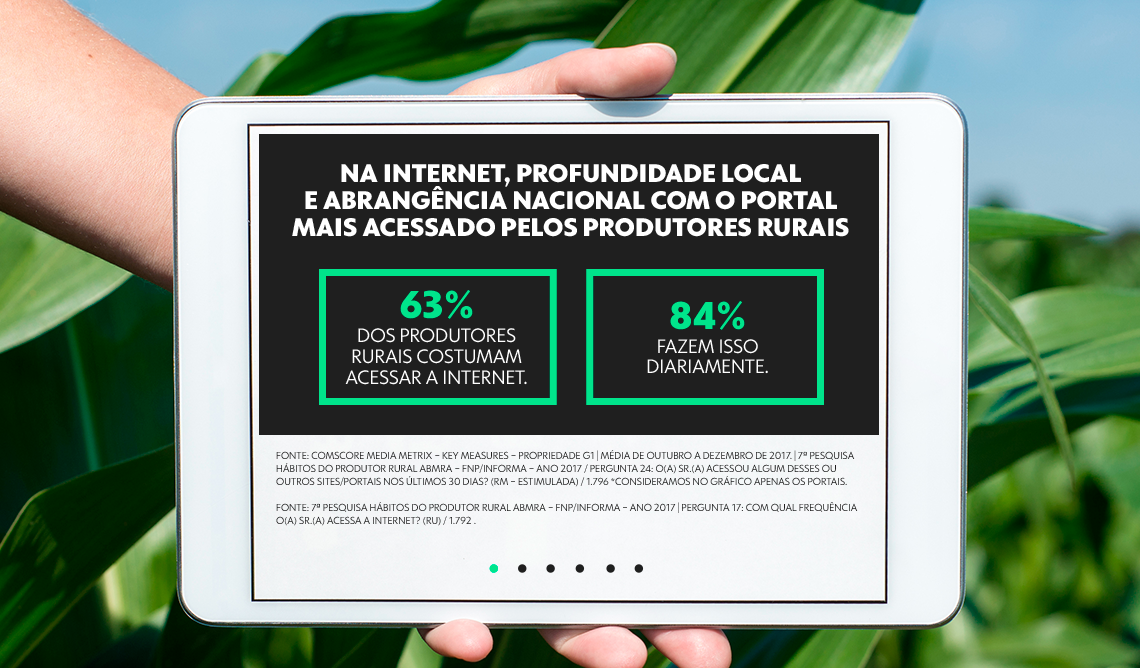 NA INTERNET, PROFUNDIDADE LOCAL
E ABRANGÊNCIA NACIONAL COM O PORTAL
MAIS ACESSADO PELOS PRODUTORES RURAIS
63%
DOS PRODUTORES
RURAIS COSTUMAM
ACESSAR A INTERNET.
84%
FAZEM ISSO
DIARIAMENTE.
FONTE: COMSCORE MEDIA METRIX – KEY MEASURES – PROPRIEDADE G1 | MÉDIA DE OUTUBRO A DEZEMBRO DE 2017. | 7ª PESQUISA
HÁBITOS DO PRODUTOR RURAL ABMRA – FNP/INFORMA – ANO 2017 / PERGUNTA 24: O(A) SR.(A) ACESSOU ALGUM DESSES OU
OUTROS SITES/PORTAIS NOS ÚLTIMOS 30 DIAS? (RM – ESTIMULADA) / 1.796 *CONSIDERAMOS NO GRÁFICO APENAS OS PORTAIS.
FONTE: 7ª PESQUISA HÁBITOS DO PRODUTOR RURAL ABMRA – FNP/INFORMA – ANO 2017 | PERGUNTA 17: COM QUAL FREQUÊNCIA
O(A) SR.(A) ACESSA A INTERNET? (RU) / 1.792 .